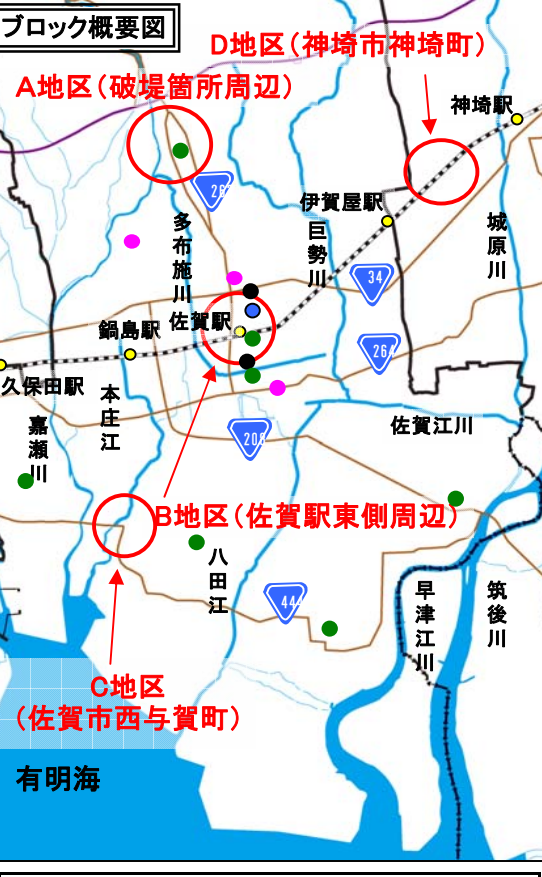 ブロック概要図
D地区(神埼市神埼町)
A地区(破堤箇所周辺)
神埼駅
伊賀屋駅
多布施川
巨勢川
城原川
34
佐賀駅
鍋島駅
久保田駅
本庄江
嘉瀬川
佐賀江川
208
B地区(佐賀駅東側周辺)
八田江
444
早津江川
筑後川
C地区
(佐賀市西与賀町)
有明海